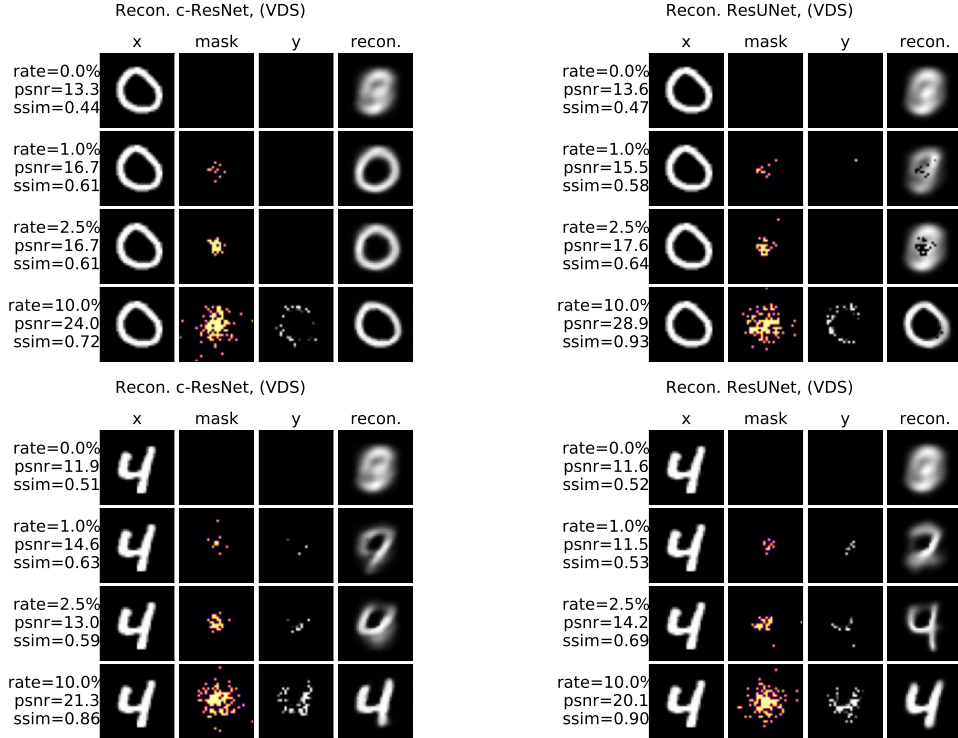 Recon. c-ResNet, (VDS)
x mask y recon.
rate=0.0%
psnr=13.3
ssim=0.44
rate=1.0%
psnr=16.7
ssim=0.61
rate=2.5%
psnr=16.7
ssim=0.61
rate=10.0%
psnr=24.0
ssim=0.72
Recon. ResUNet, (VDS)
x mask y recon.
rate=0.0%
psnr=13.6
ssim=0.47
rate=1.0%
psnr=15.5
ssim=0.58
rate=2.5%
psnr=17.6
ssim=0.64
rate=10.0%
psnr=28.9
ssim=0.93
Recon. c-ResNet, (VDS)
x mask y recon.
rate=0.0%
psnr=11.9
ssim=0.51
rate=1.0%
psnr=14.6
ssim=0.63
rate=2.5%
psnr=13.0
ssim=0.59
rate=10.0%
psnr=21.3
ssim=0.86
Recon. ResUNet, (VDS)
x mask y recon.
rate=0.0%
psnr=11.6
ssim=0.52
rate=1.0%
psnr=11.5
ssim=0.53
rate=2.5%
psnr=14.2
ssim=0.69
rate=10.0%
psnr=20.1
ssim=0.90